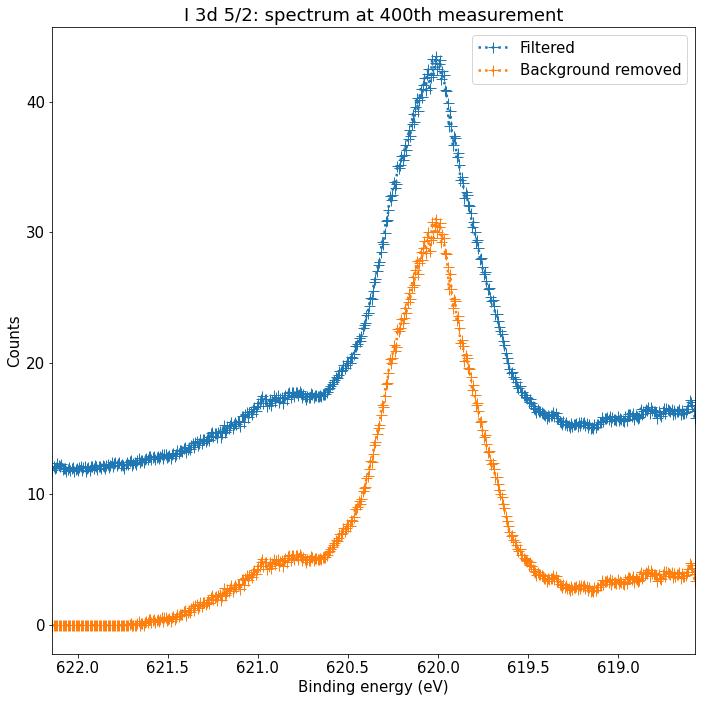 I 3d 5/2: spectrum at 400th measurement
Filtered
Background removed
40
30
20
10
0
Counts
622.0 621.5 621.0 620.5 620.0 619.5 619.0
Binding energy (eV)